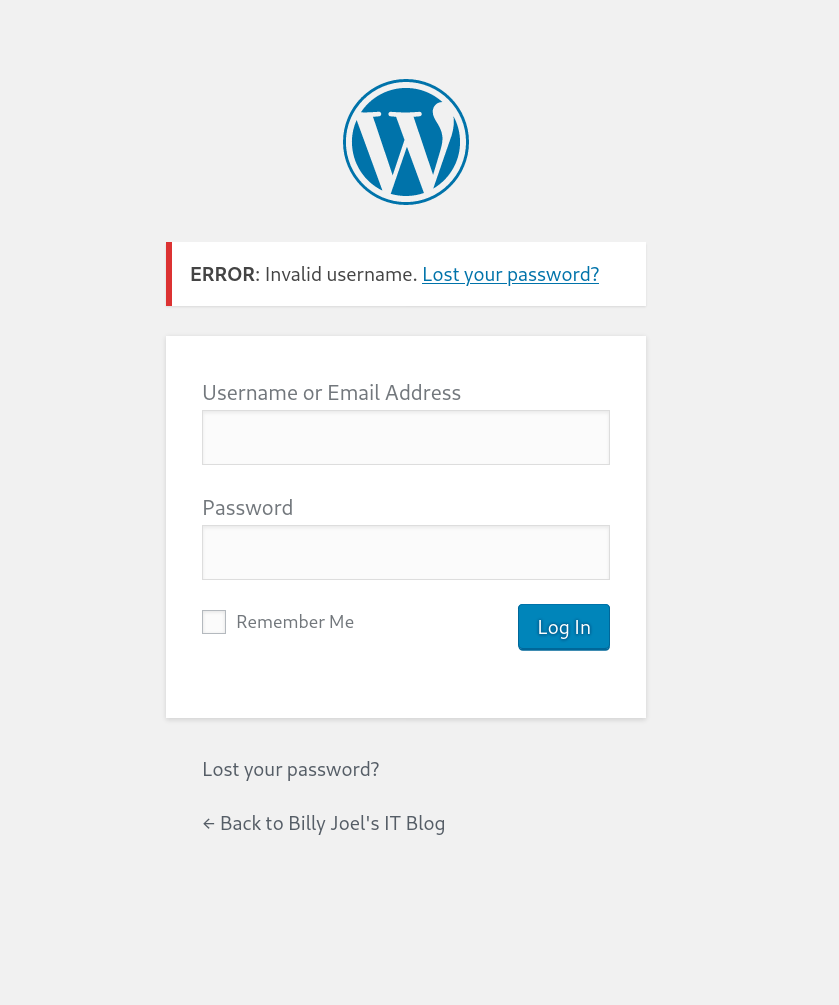 ERROR: Invalid username. Lost your password?
Username or Email Address
Password
Remember Me
Log In
Lost your password?
← Back to Billy Joel's IT Blog